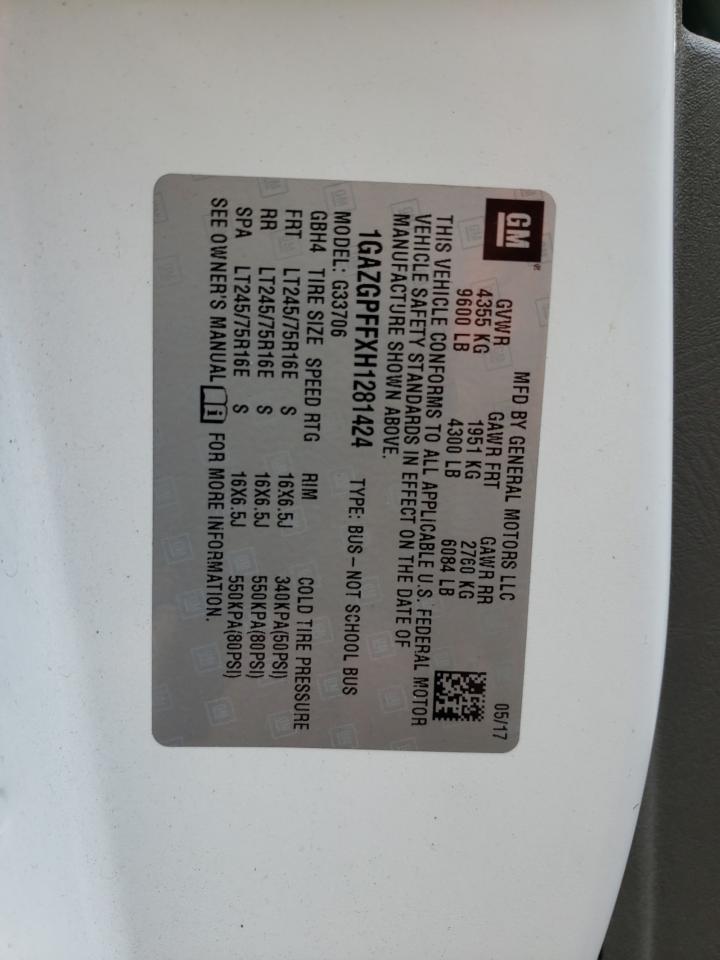 GM
MFD BY GENERAL MOTORS LLC 05/17
GVWR GAWR FRT GAWR RR
4355 KG 1951 KG 2760 KG
9600 LB 4300 LB 6084 LB
THIS VEHICLE CONFORMS TO ALL APPLICABLE U.S. FEDERAL MOTOR
VEHICLE SAFETY STANDARDS IN EFFECT ON THE DATE OF
MANUFACTURE SHOWN ABOVE.
1GAZGPFFXH1281424 TYPE: BUS – NOT SCHOOL BUS
MODEL: G33706
GBH4 TIRE SIZE SPEED RTG RIM COLD TIRE PRESSURE
FRT LT245/75R16E S 16X6.5J 340KPA(50PSI)
RR LT245/75R16E S 16X6.5J 550KPA(80PSI)
SPA LT245/75R16E S 16X6.5J 550KPA(80PSI)
SEE OWNER'S MANUAL i FOR MORE INFORMATION.